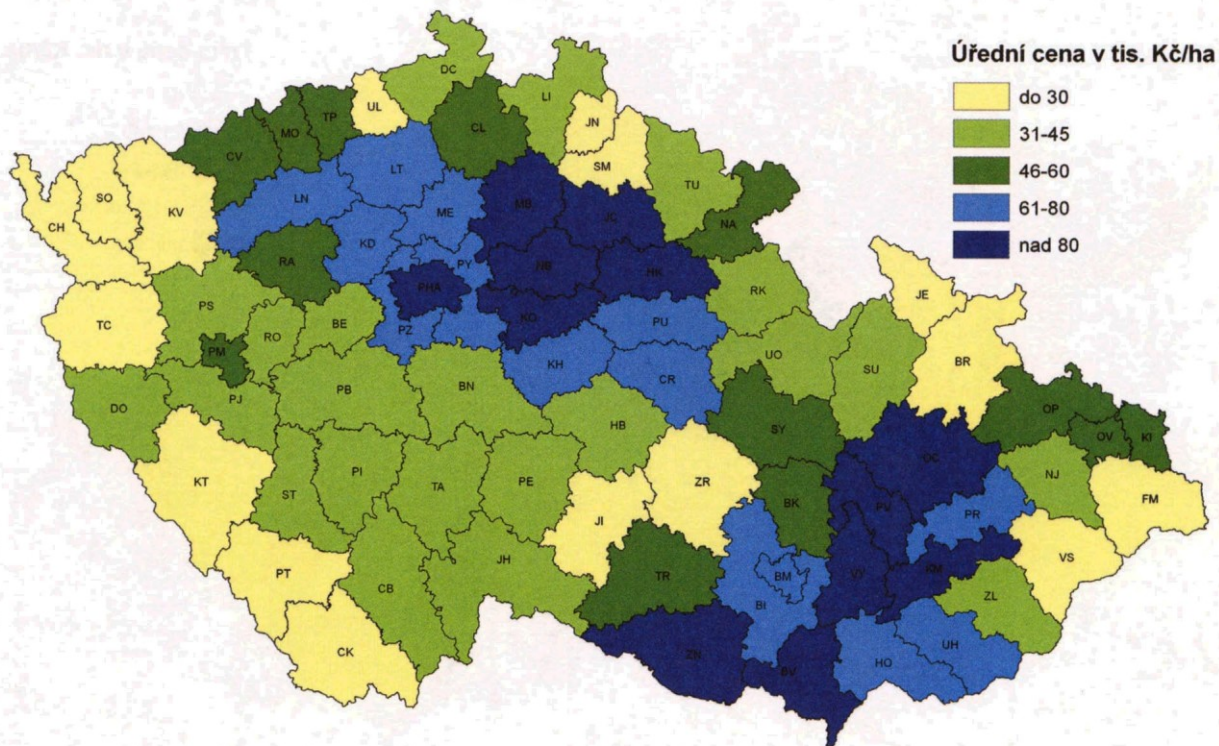 Úřední cena v tis. Kč/ha
do 30
31-45
46-60
61-80
nad 80
DC
LI
UL
TP
MO
CL
JN
CV
SM
LT
TU
SO
KV
LN
MB
JC
CH
ME
NA
KD
RA
PY
NB
HK
PHA
JE
PS
RK
KO
TC
BE
PZ
PU
RO
PM
KH
UO
BR
SU
CR
PB
BN
PJ
DO
OP
HB
SY
OV
KI
OC
KT
PI
ZR
NJ
ST
TA
PE
FM
BK
PV
PR
JI
VS
JH
PT
TR
BM
VY
KM
CB
BI
ZL
UH
CK
ZN
HO
BV